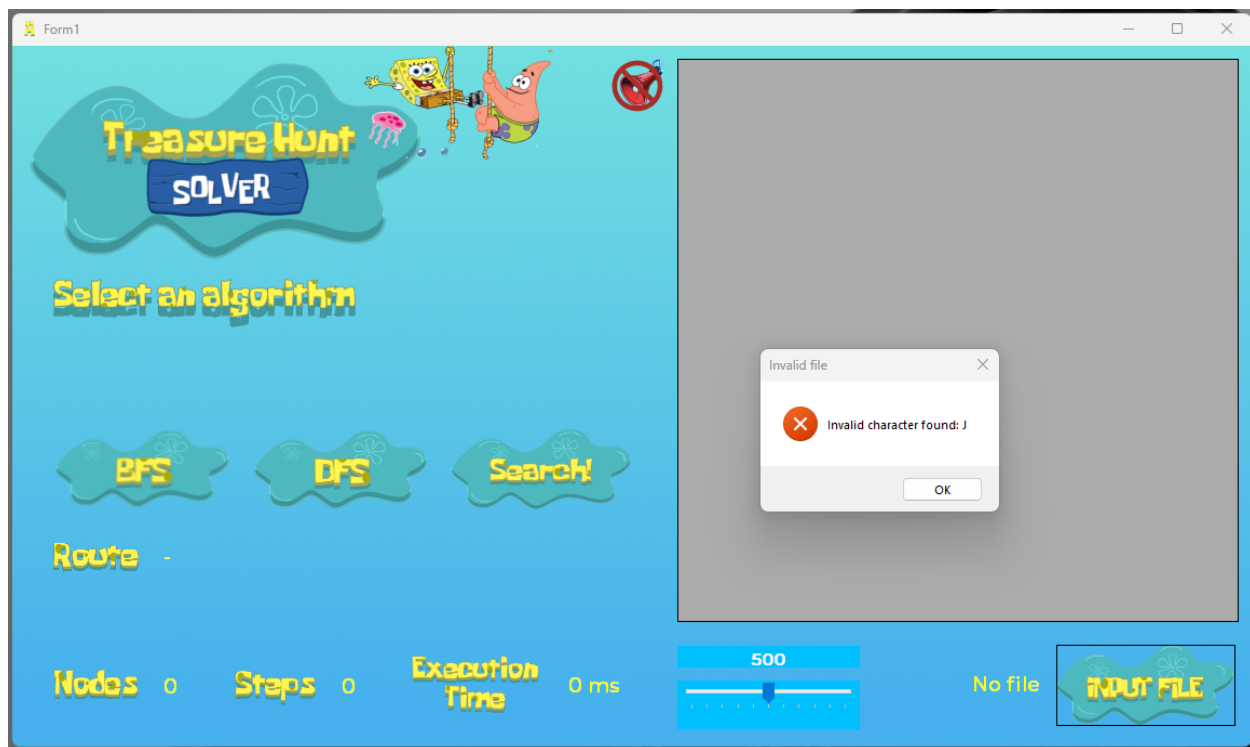 Form1
Treasure Hunt
SOLVER
Select an algorithm
BFS
DFS
Search!
Route -
Nodes 0
Steps 0
Execution
Time
0 ms
Invalid file
Invalid character found: J
OK
500
No file
INPUT FILE